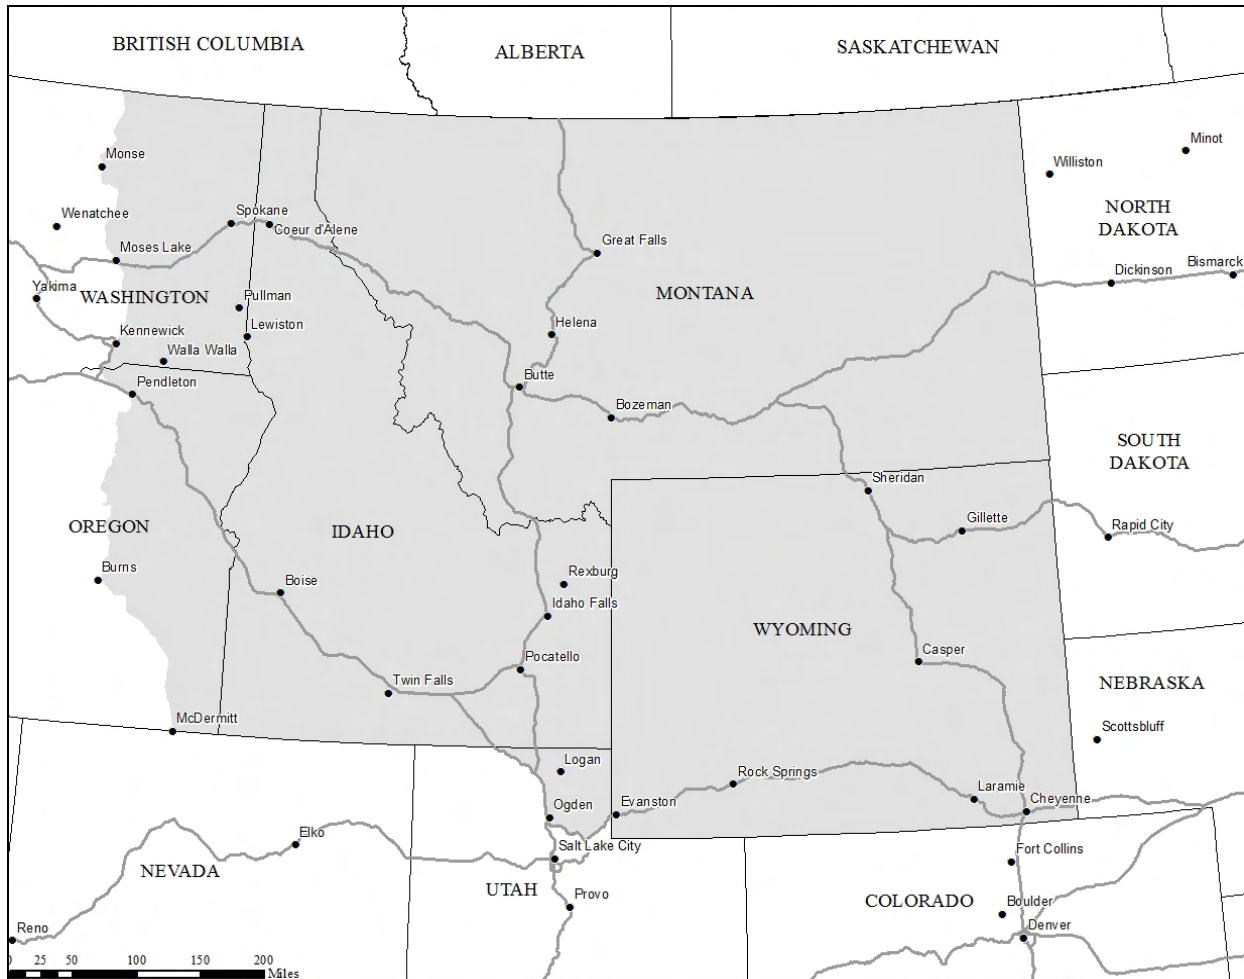 BRITISH COLUMBIA
ALBERTA
SASKATCHEWAN
Monse
Minot
Williston
Wenatchee
Spokane
Coeur d'Alene
NORTH
DAKOTA
Moses Lake
Great Falls
Dickinson
Bismarck
Yakima
WASHINGTON
Pullman
MONTANA
Kennewick
Lewiston
Helena
Walla Walla
Pendleton
Butte
Bozeman
SOUTH
DAKOTA
Sheridan
OREGON
IDAHO
Gillette
Rapid City
Burns
Boise
Rexburg
Idaho Falls
WYOMING
Pocatello
Casper
Twin Falls
NEBRASKA
McDermitt
Scottsbluff
Logan
Rock Springs
Ogden
Evanston
Laramie
Cheyenne
Elko
Salt Lake City
Fort Collins
NEVADA
UTAH
Provo
COLORADO
Boulder
Reno
Denver
0 25 50 100 150 200
Miles